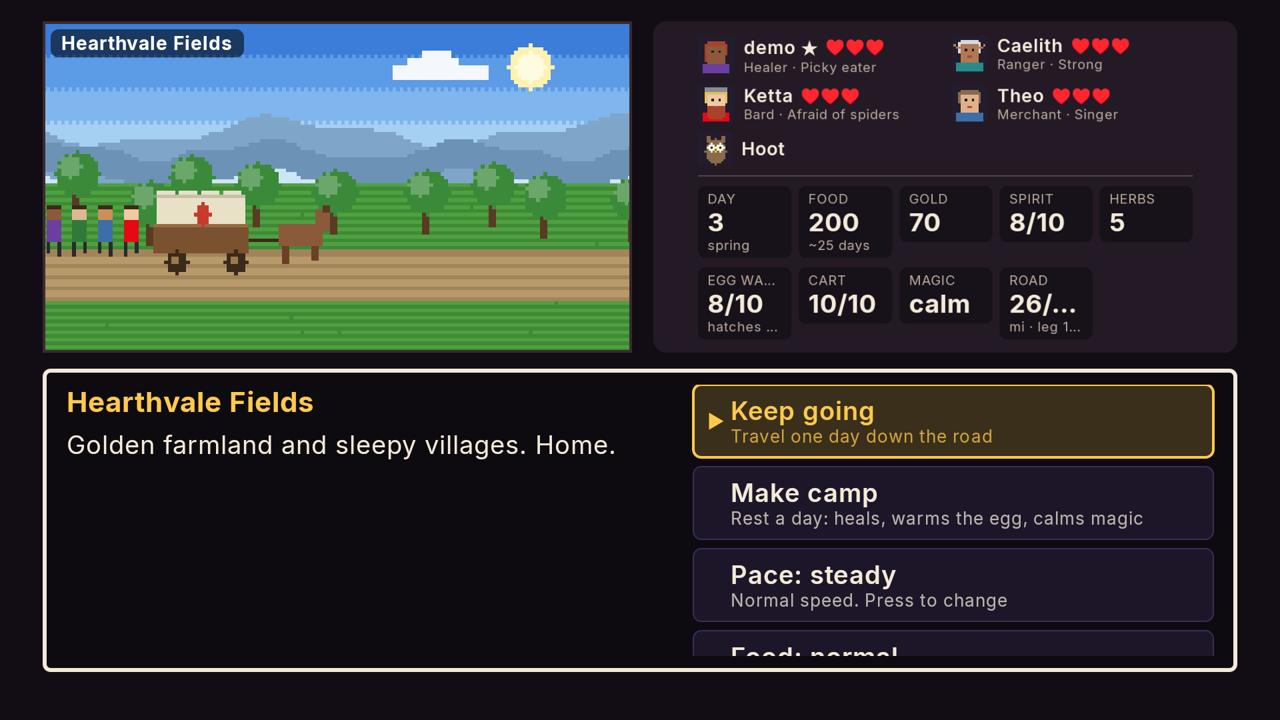 Hearthvale Fields
demo ★ ❤❤❤
Healer · Picky eater
Caelith ❤❤❤
Ranger · Strong
Ketta ❤❤❤
Bard · Afraid of spiders
Theo ❤❤❤
Merchant · Singer
Hoot
DAY
3
spring
FOOD
200
~25 days
GOLD
70
SPIRIT
8/10
HERBS
5
EGG WA...
8/10
hatches ...
CART
10/10
MAGIC
calm
ROAD
26/...
mi · leg 1...
Hearthvale Fields
Golden farmland and sleepy villages. Home.
Keep going
Travel one day down the road
Make camp
Rest a day: heals, warms the egg, calms magic
Pace: steady
Normal speed. Press to change
Food: normal